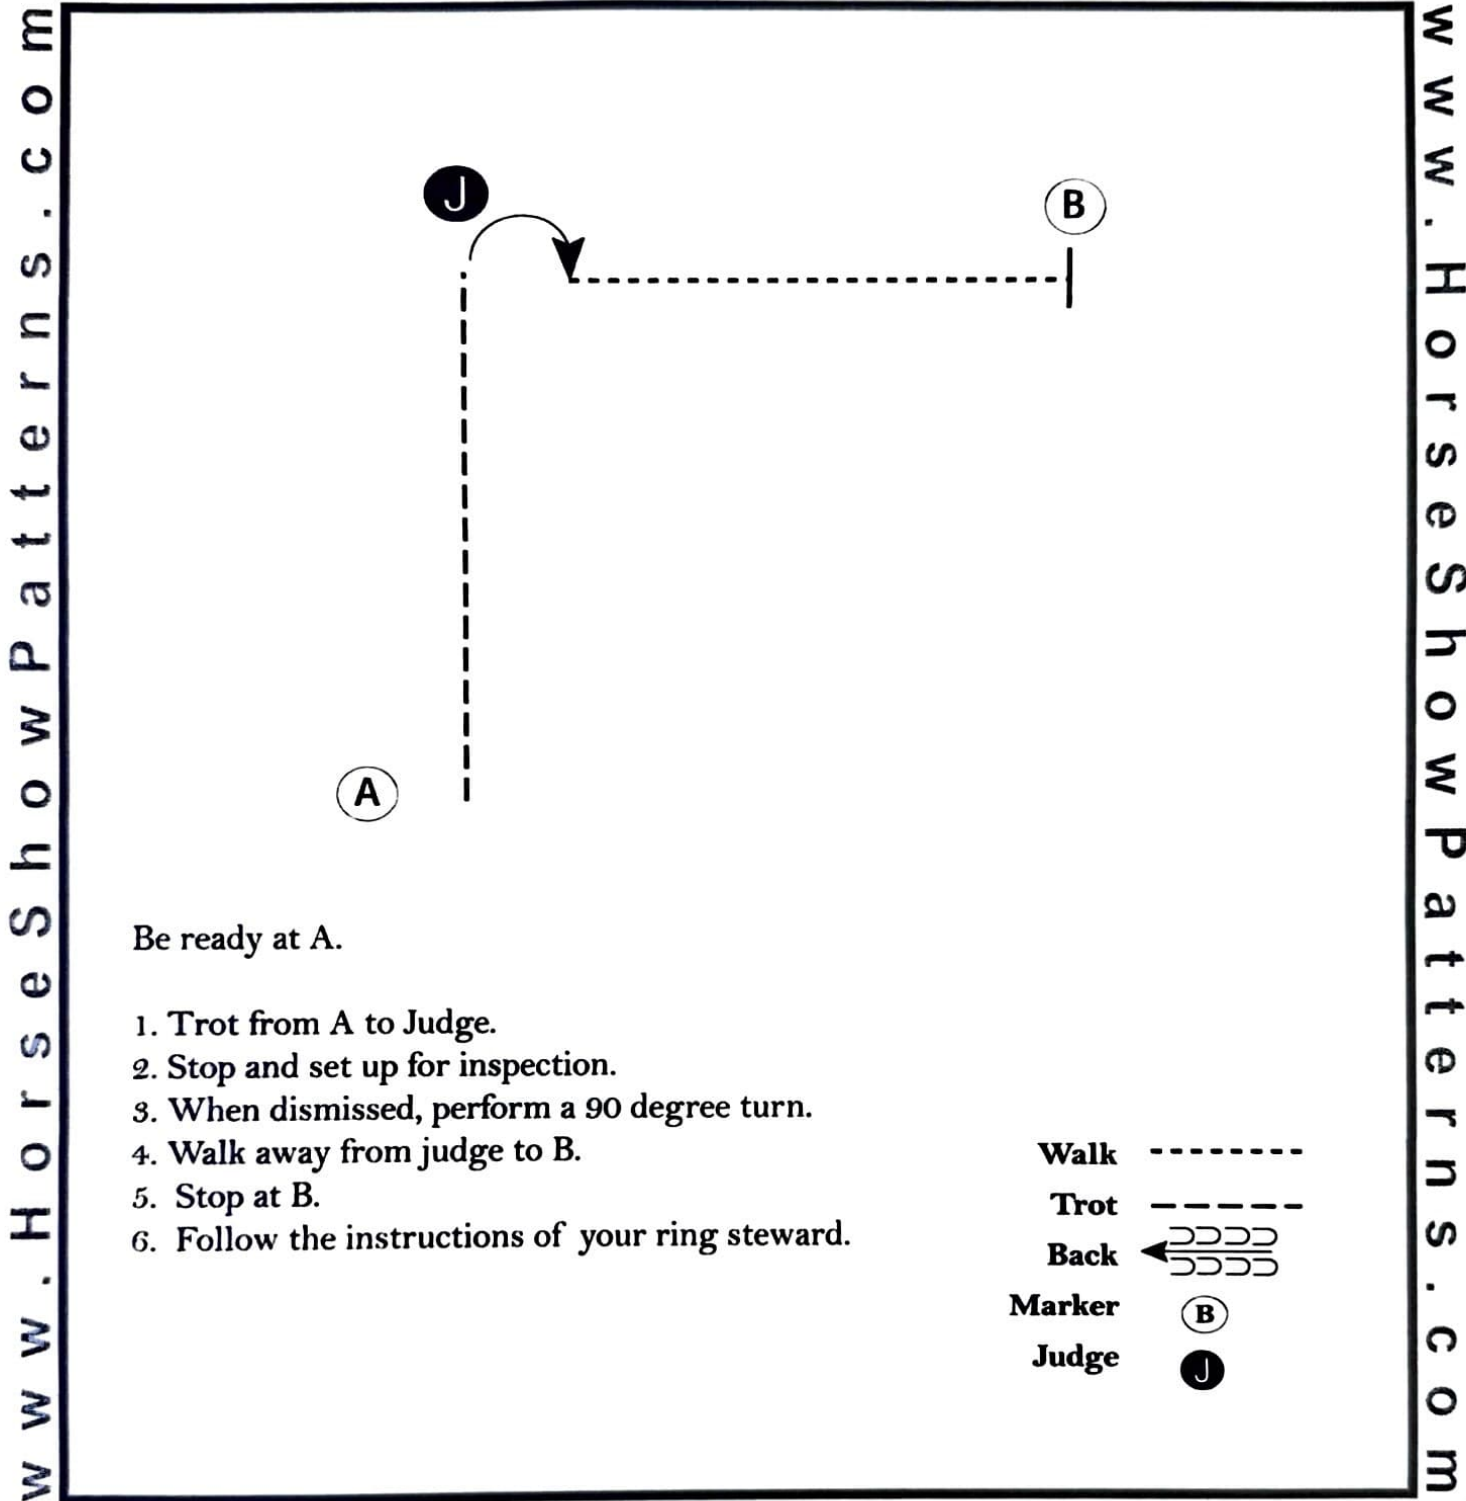 www.HorseShowPatterns.com
www.HorseShowPatterns.com
J
B
A
Be ready at A.
1. Trot from A to Judge.
2. Stop and set up for inspection.
3. When dismissed, perform a 90 degree turn.
4. Walk away from judge to B.
5. Stop at B.
6. Follow the instructions of your ring steward.
Walk
Trot
Back
Marker B
Judge J